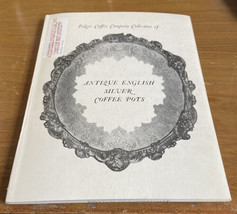 Folger Coffee Company Collection of
ANTIQUE ENGLISH
SILVER
COFFEE POTS